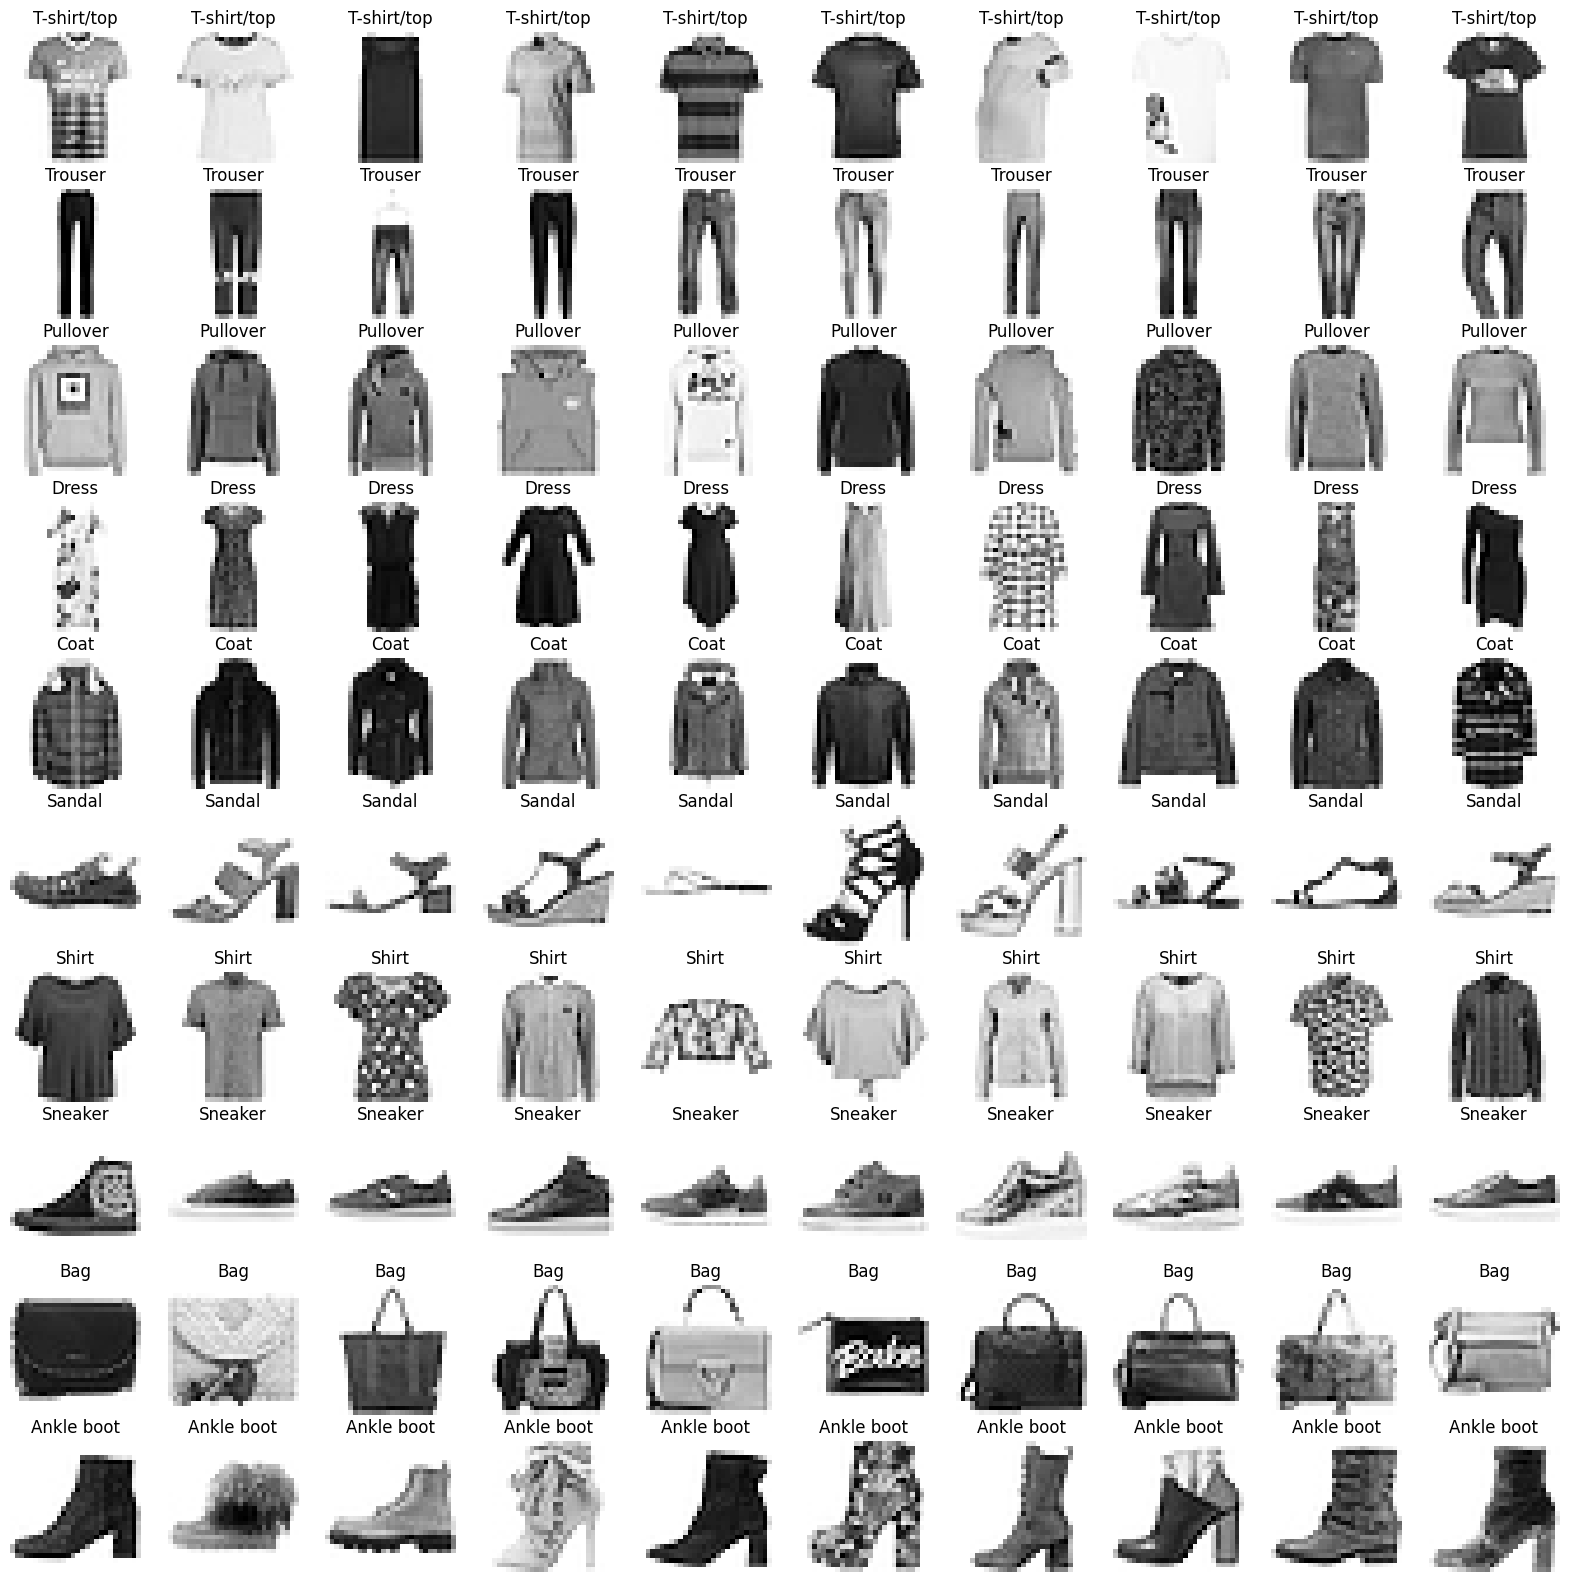 T-shirt/top T-shirt/top T-shirt/top T-shirt/top T-shirt/top T-shirt/top T-shirt/top T-shirt/top T-shirt/top T-shirt/top
Trouser Trouser Trouser Trouser Trouser Trouser Trouser Trouser Trouser Trouser
Pullover Pullover Pullover Pullover Pullover Pullover Pullover Pullover Pullover Pullover
Dress Dress Dress Dress Dress Dress Dress Dress Dress Dress
Coat Coat Coat Coat Coat Coat Coat Coat Coat Coat
Sandal Sandal Sandal Sandal Sandal Sandal Sandal Sandal Sandal Sandal
Shirt Shirt Shirt Shirt Shirt Shirt Shirt Shirt Shirt Shirt
Sneaker Sneaker Sneaker Sneaker Sneaker Sneaker Sneaker Sneaker Sneaker Sneaker
Bag Bag Bag Bag Bag Bag Bag Bag Bag Bag
Ankle boot Ankle boot Ankle boot Ankle boot Ankle boot Ankle boot Ankle boot Ankle boot Ankle boot Ankle boot